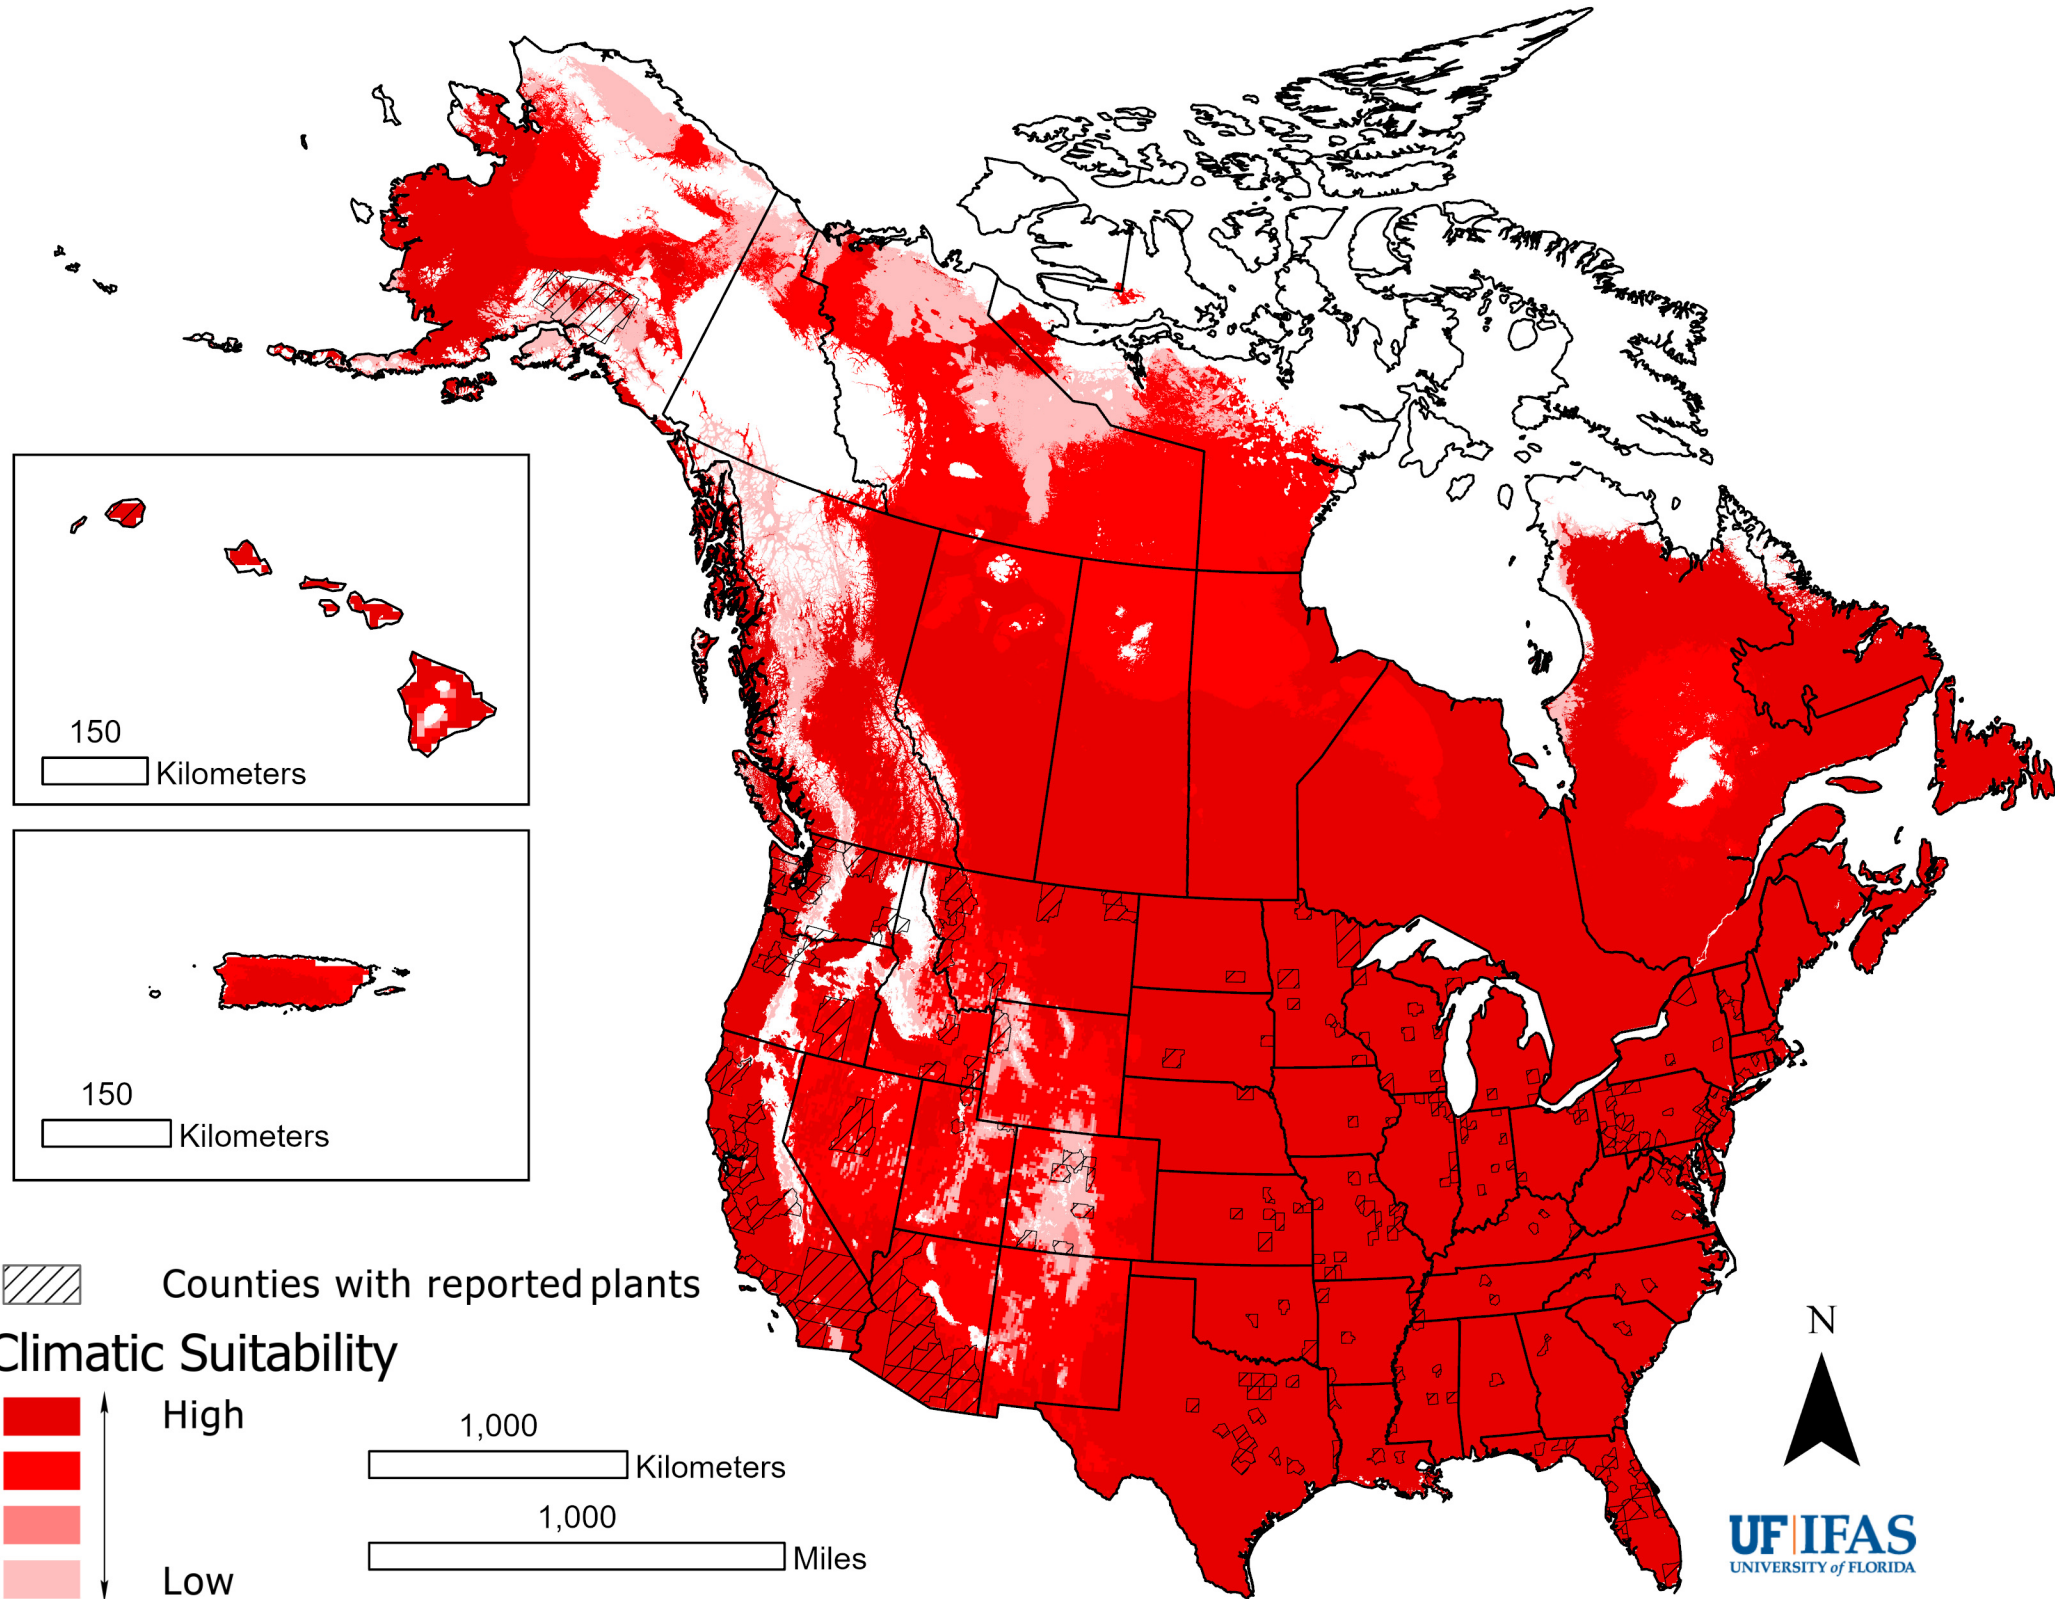 150
Kilometers
150
Kilometers
Counties with reported plants
Climatic Suitability
High
Low
1,000
Kilometers
1,000
Miles
N
UF|IFAS
UNIVERSITY of FLORIDA